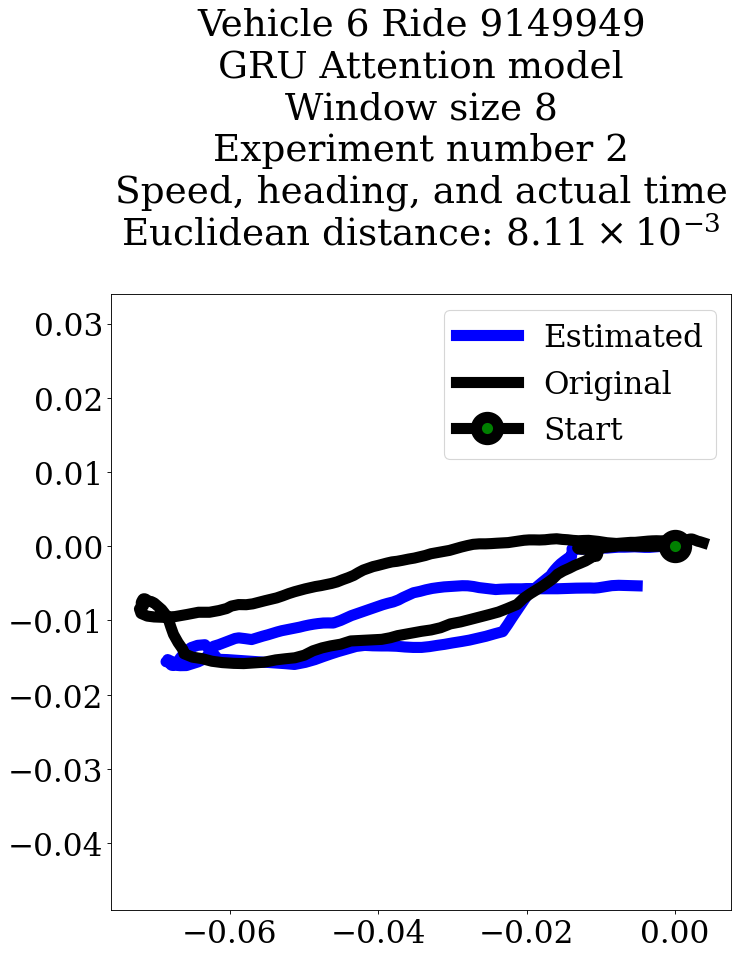 Vehicle 6 Ride 9149949
GRU Attention model
Window size 8
Experiment number 2
Speed, heading, and actual time
Euclidean distance: 8.11 × 10⁻³
Estimated
Original
Start
0.03
0.02
0.01
0.00
−0.01
−0.02
−0.03
−0.04
−0.06 −0.04 −0.02 0.00